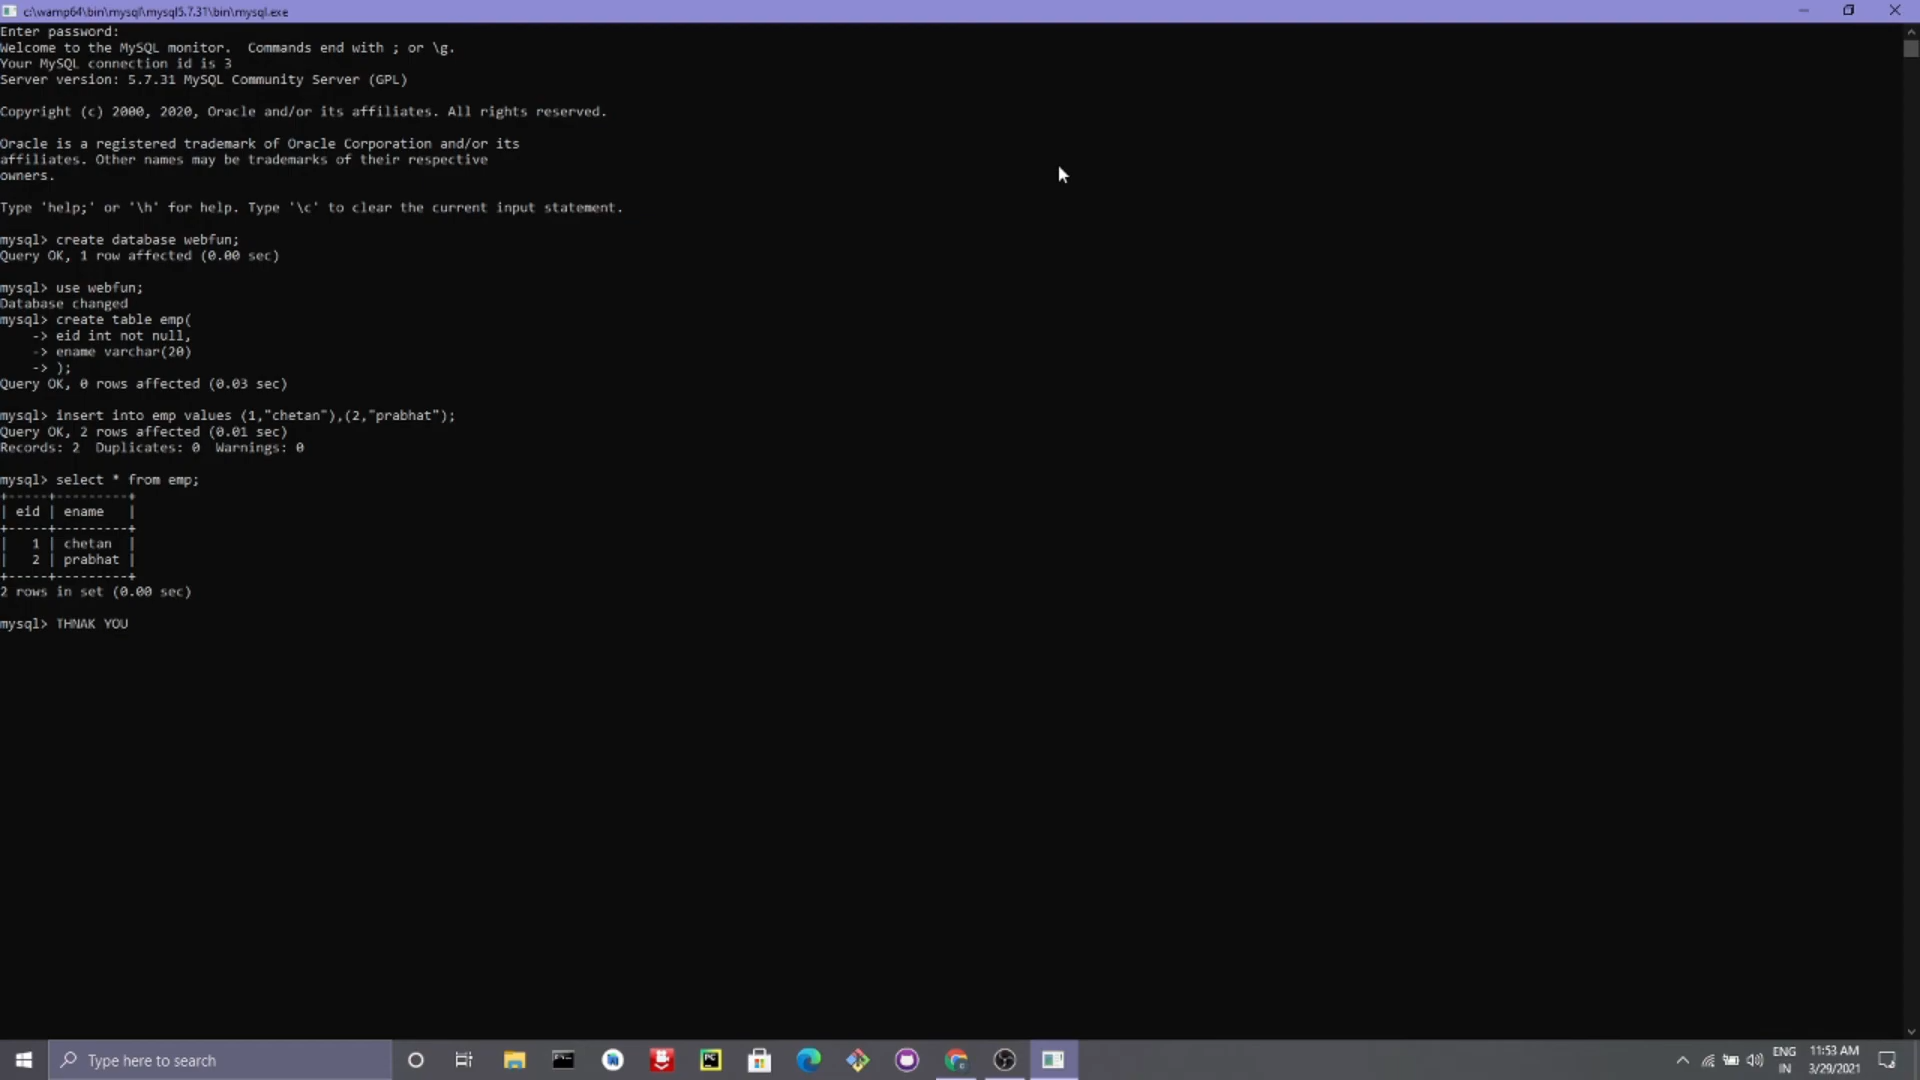 c:\wamp64\bin\mysql\mysql5.7.31\bin\mysql.exe
Enter password:
Welcome to the MySQL monitor.  Commands end with ; or \g.
Your MySQL connection id is 3
Server version: 5.7.31 MySQL Community Server (GPL)
Copyright (c) 2000, 2020, Oracle and/or its affiliates. All rights reserved.
Oracle is a registered trademark of Oracle Corporation and/or its
affiliates. Other names may be trademarks of their respective
owners.
Type 'help;' or '\h' for help. Type '\c' to clear the current input statement.
mysql> create database webfun;
Query OK, 1 row affected (0.00 sec)
mysql> use webfun;
Database changed
mysql> create table emp(
    -> eid int not null,
    -> ename varchar(20)
    -> );
Query OK, 0 rows affected (0.03 sec)
mysql> insert into emp values (1,"chetan"),(2,"prabhat");
Query OK, 2 rows affected (0.01 sec)
Records: 2  Duplicates: 0  Warnings: 0
mysql> select * from emp;
+-----+---------+
| eid | ename   |
+-----+---------+
|   1 | chetan  |
|   2 | prabhat |
+-----+---------+
2 rows in set (0.00 sec)
mysql> THNAK YOU
Type here to search
PC
ENG
IN
11:53 AM
3/29/2021